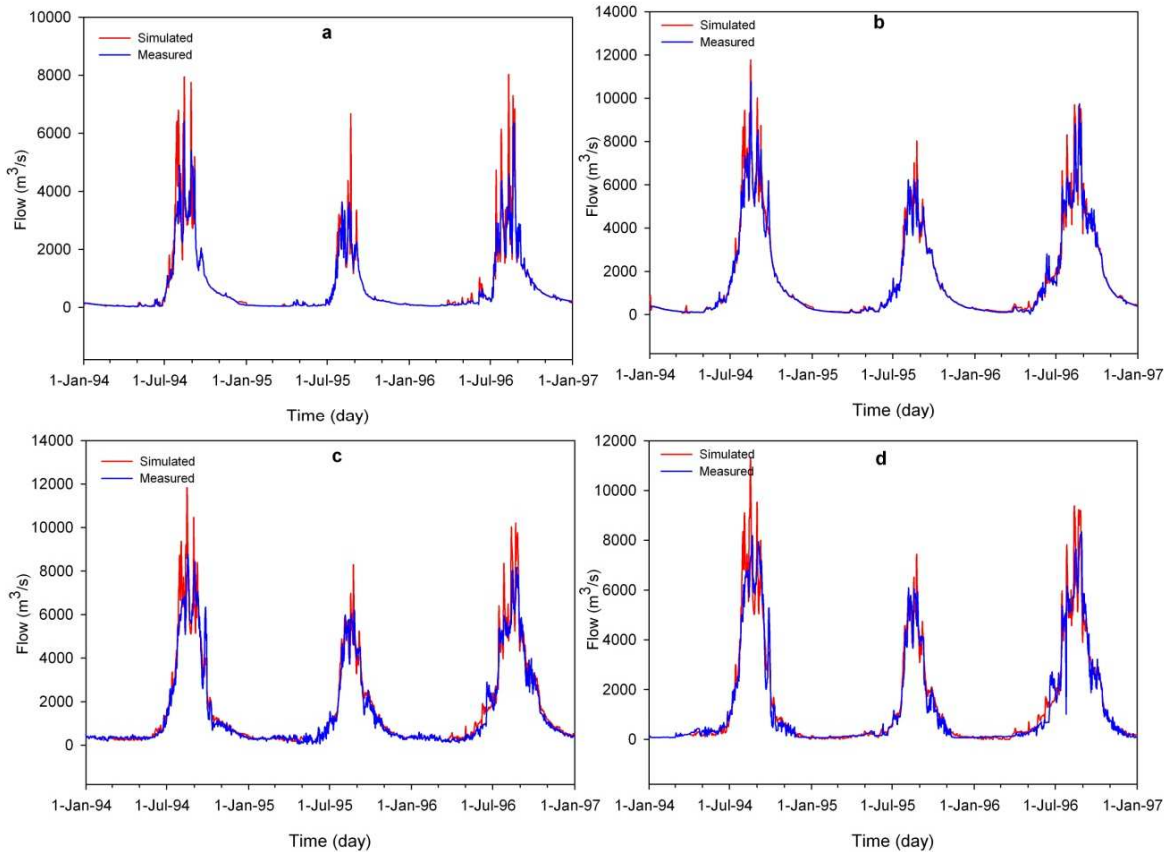 a
Simulated
Measured
10000
8000
6000
4000
2000
0
Flow (m³/s)
1-Jan-94 1-Jul-94 1-Jan-95 1-Jul-95 1-Jan-96 1-Jul-96 1-Jan-97
Time (day)
b
Simulated
Measured
14000
12000
10000
8000
6000
4000
2000
0
Flow (m³/s)
1-Jan-94 1-Jul-94 1-Jan-95 1-Jul-95 1-Jan-96 1-Jul-96 1-Jan-97
Time (day)
c
Simulated
Measured
14000
12000
10000
8000
6000
4000
2000
0
Flow (m³/s)
1-Jan-94 1-Jul-94 1-Jan-95 1-Jul-95 1-Jan-96 1-Jul-96 1-Jan-97
Time (day)
d
Simulated
Measured
12000
10000
8000
6000
4000
2000
0
Flow (m³/s)
1-Jan-94 1-Jul-94 1-Jan-95 1-Jul-95 1-Jan-96 1-Jul-96 1-Jan-97
Time (day)